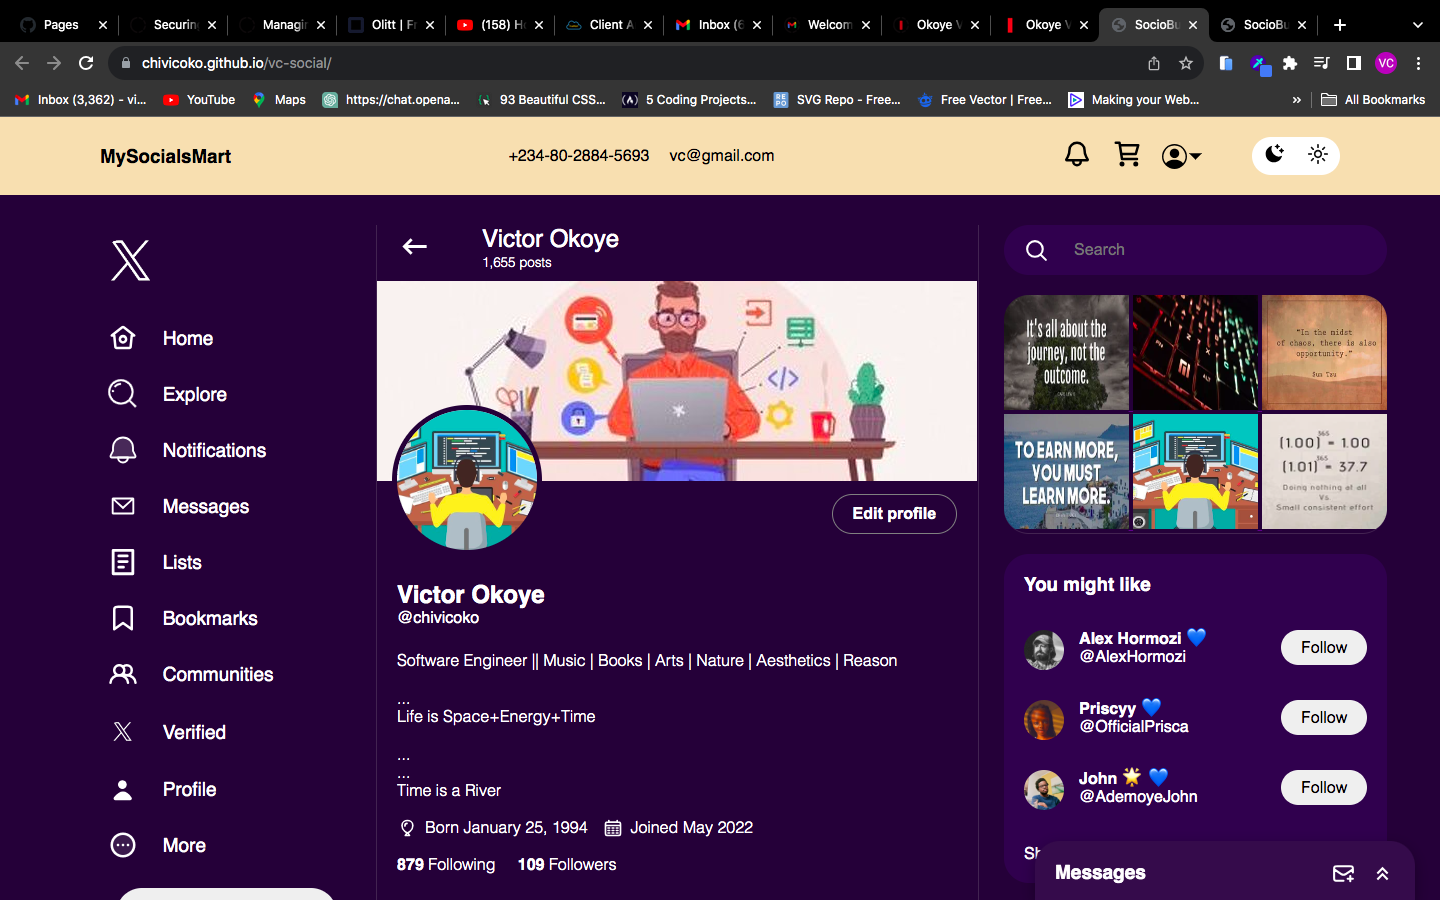 Pages
Securing
Managin
Olitt | Fr
(158) Ho
Client A
Inbox (6
Welcom
Okoye V
Okoye V
SocioBu
SocioBu
chivicoko.github.io/vc-social/
VC
Inbox (3,362) - vi...
YouTube
Maps
https://chat.opena...
93 Beautiful CSS...
5 Coding Projects...
SVG Repo - Free...
Free Vector | Free...
Making your Web...
All Bookmarks
MySocialsMart
+234-80-2884-5693 vc@gmail.com
Victor Okoye
1,655 posts
Search
Home
Explore
Notifications
Messages
Lists
Bookmarks
Communities
Verified
Profile
More
Edit profile
Victor Okoye
@chivicoko
Software Engineer || Music | Books | Arts | Nature | Aesthetics | Reason
...
Life is Space+Energy+Time
...
...
Time is a River
Born January 25, 1994 Joined May 2022
879 Following 109 Followers
It's all about the
journey, not the
outcome.
"In the midst
of chaos, there is also
opportunity."
Sun Tzu
TO EARN MORE,
YOU MUST
LEARN MORE.
(1.00)^365 = 1.00
(1.01)^365 = 37.7
Doing nothing at all
Vs
Small consistent effort
You might like
Alex Hormozi 💙
@AlexHormozi
Follow
Priscyy 💙
@OfficialPrisca
Follow
John 🌟 💙
@AdemoyeJohn
Follow
Messages